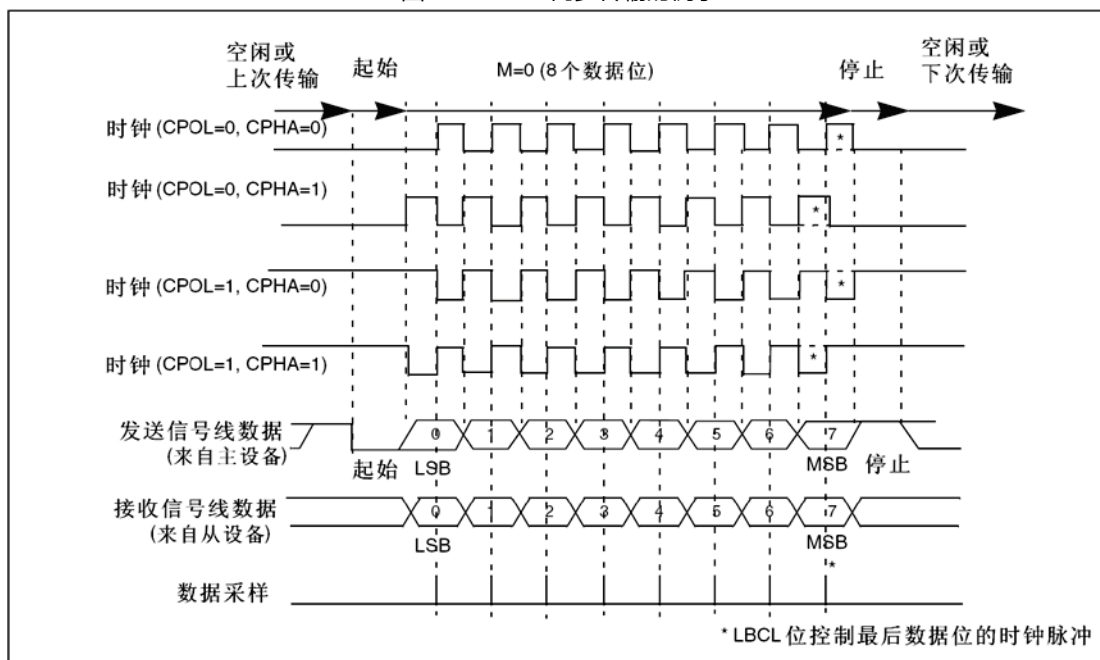 空闲或
上次传输
起始
M=0 (8个数据位)
停止
空闲或
下次传输
时钟 (CPOL=0, CPHA=0)
*
时钟 (CPOL=0, CPHA=1)
*
时钟 (CPOL=1, CPHA=0)
*
时钟 (CPOL=1, CPHA=1)
*
发送信号线数据
(来自主设备)
0 1 2 3 4 5 6 7
起始
LSB
MSB
停止
接收信号线数据
(来自从设备)
0 1 2 3 4 5 6 7
LSB
MSB
*
数据采样
* LBCL 位控制最后数据位的时钟脉冲